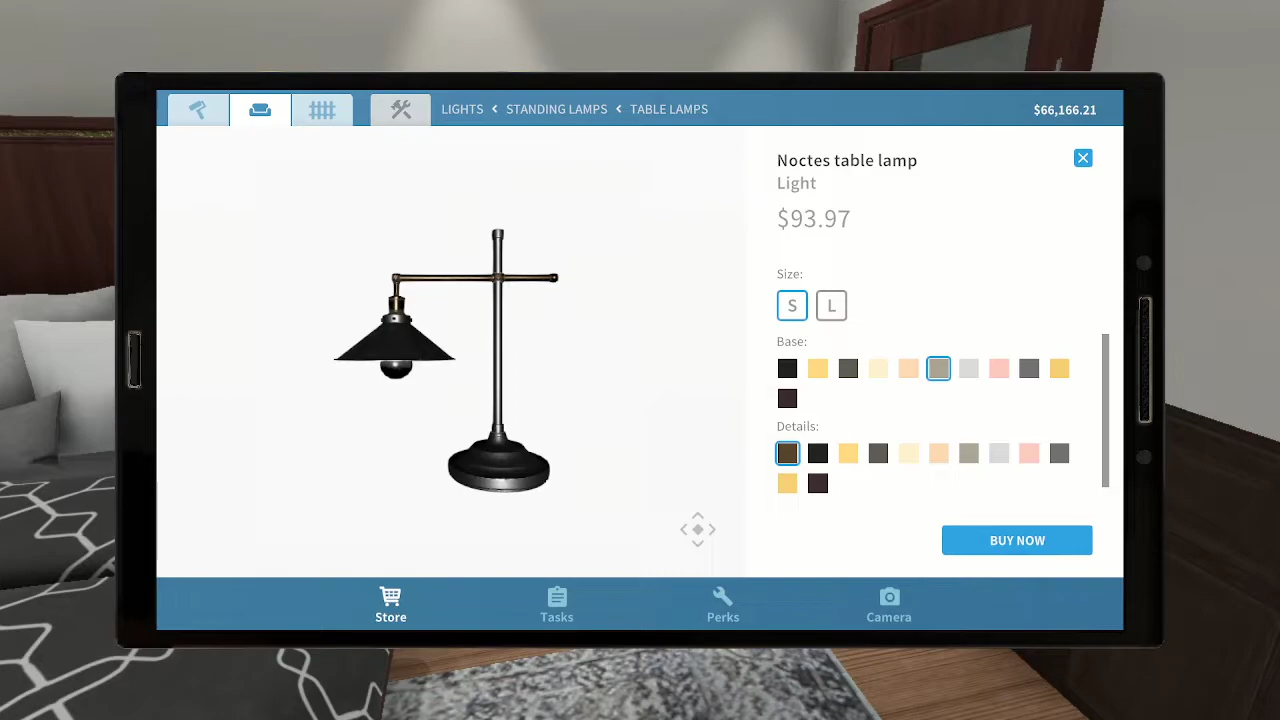 LIGHTS < STANDING LAMPS < TABLE LAMPS
$66,166.21
Noctes table lamp
Light
$93.97
Size:
S L
Base:
Details:
BUY NOW
Store Tasks Perks Camera